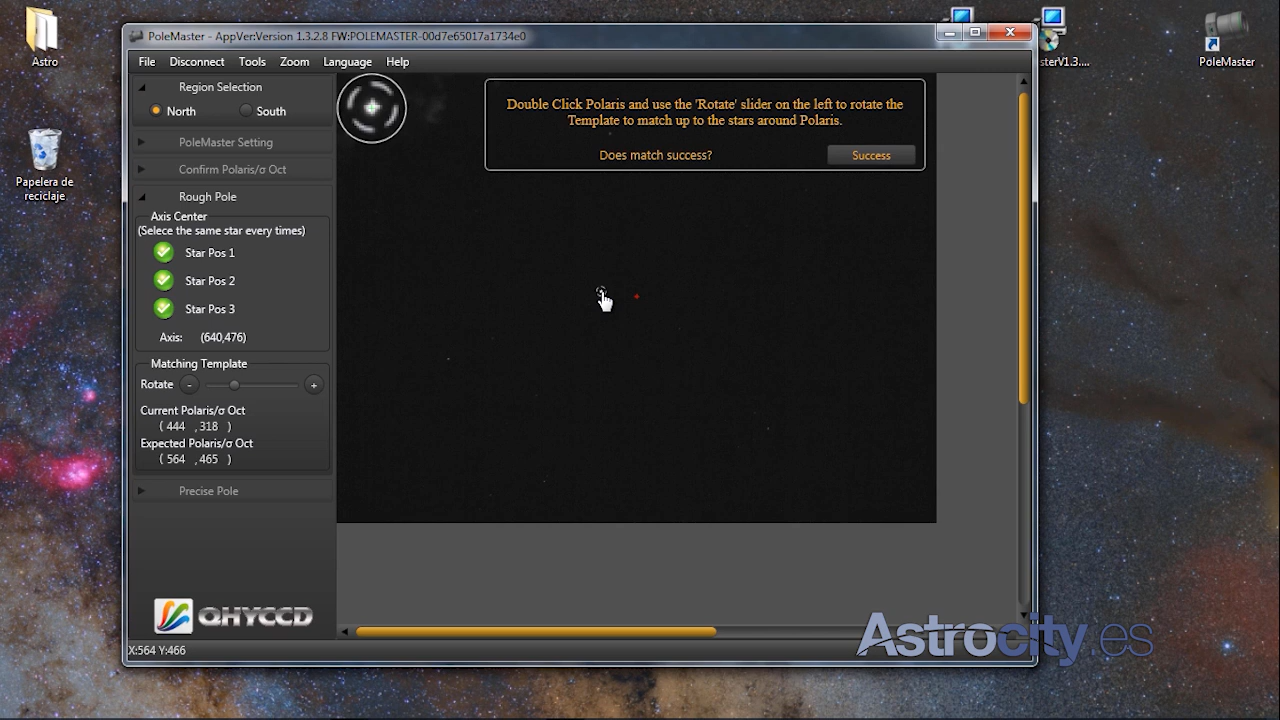 Astro
Papelera de
reciclaje
PoleMaster - AppVer:Version 1.3.2.8 FW:POLEMASTER-00d7e65017a1734e0
File Disconnect Tools Zoom Language Help
Region Selection
North South
PoleMaster Setting
Confirm Polaris/σ Oct
Rough Pole
Axis Center
(Selece the same star every times)
Star Pos 1
Star Pos 2
Star Pos 3
Axis: (640,476)
Matching Template
Rotate - +
Current Polaris/σ Oct
( 444 ,318 )
Expected Polaris/σ Oct
( 564 ,465 )
Precise Pole
QHYCCD
X:564 Y:466
Double Click Polaris and use the 'Rotate' slider on the left to rotate the
Template to match up to the stars around Polaris.
Does match success? Success
sterV1.3....
PoleMaster
Astrocity.es